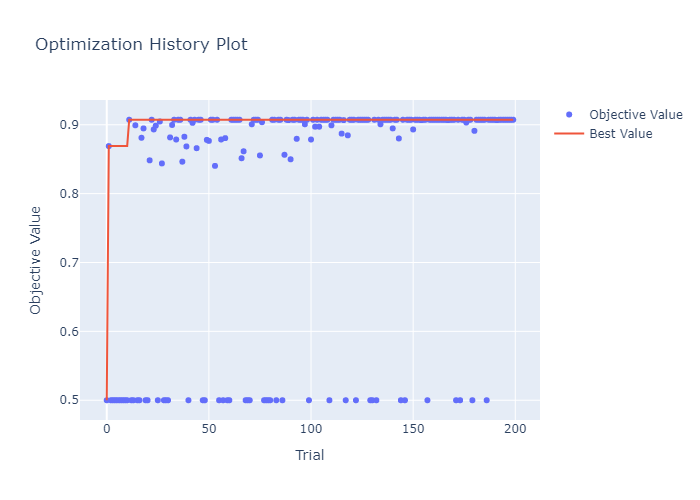 Optimization History Plot
Objective Value
Best Value
0.9
0.8
0.7
0.6
0.5
Objective Value
0
50
100
150
200
Trial